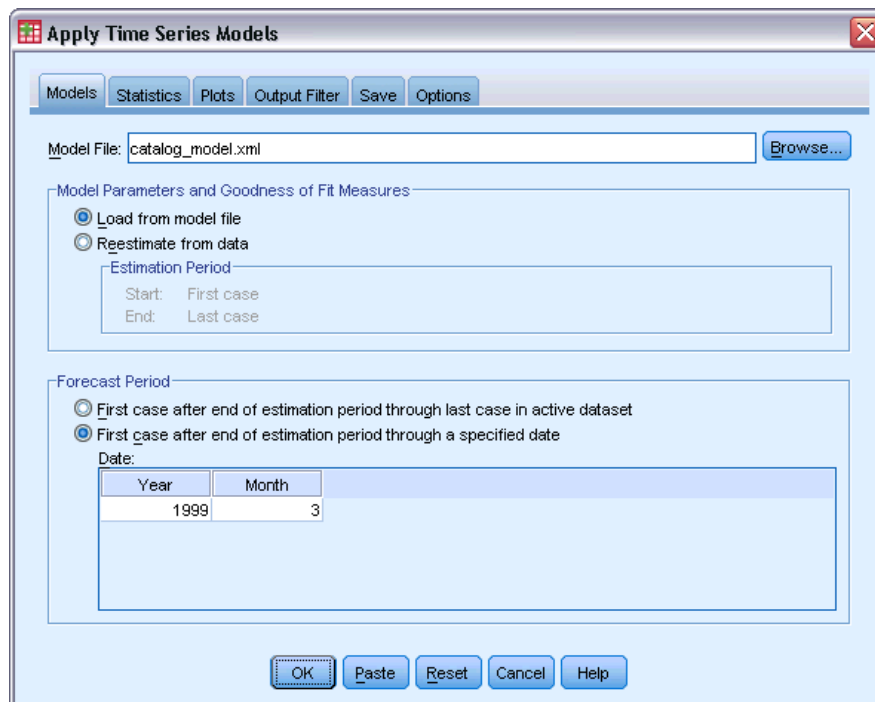 Apply Time Series Models
Models Statistics Plots Output Filter Save Options
Model File: catalog_model.xml Browse...
Model Parameters and Goodness of Fit Measures
Load from model file
Reestimate from data
Estimation Period
Start: First case
End: Last case
Forecast Period
First case after end of estimation period through last case in active dataset
First case after end of estimation period through a specified date
Date:
Year Month
1999 3
OK Paste Reset Cancel Help